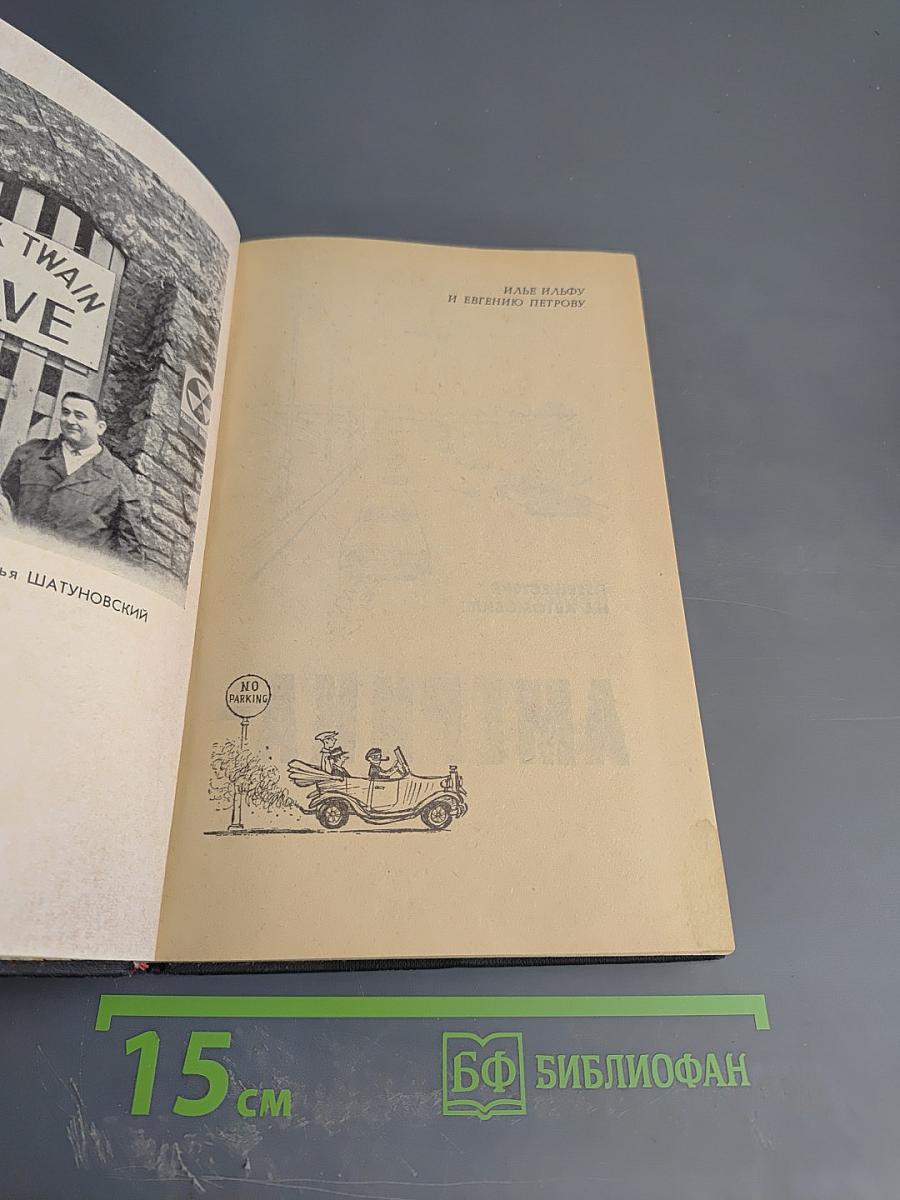 TWAIN
VE
ЬЯ ШАТУНОВСКИЙ
ИЛЬЕ ИЛЬФУ
И ЕВГЕНИЮ ПЕТРОВУ
NO
PARKING
15 см
БФ БИБЛИОФАН